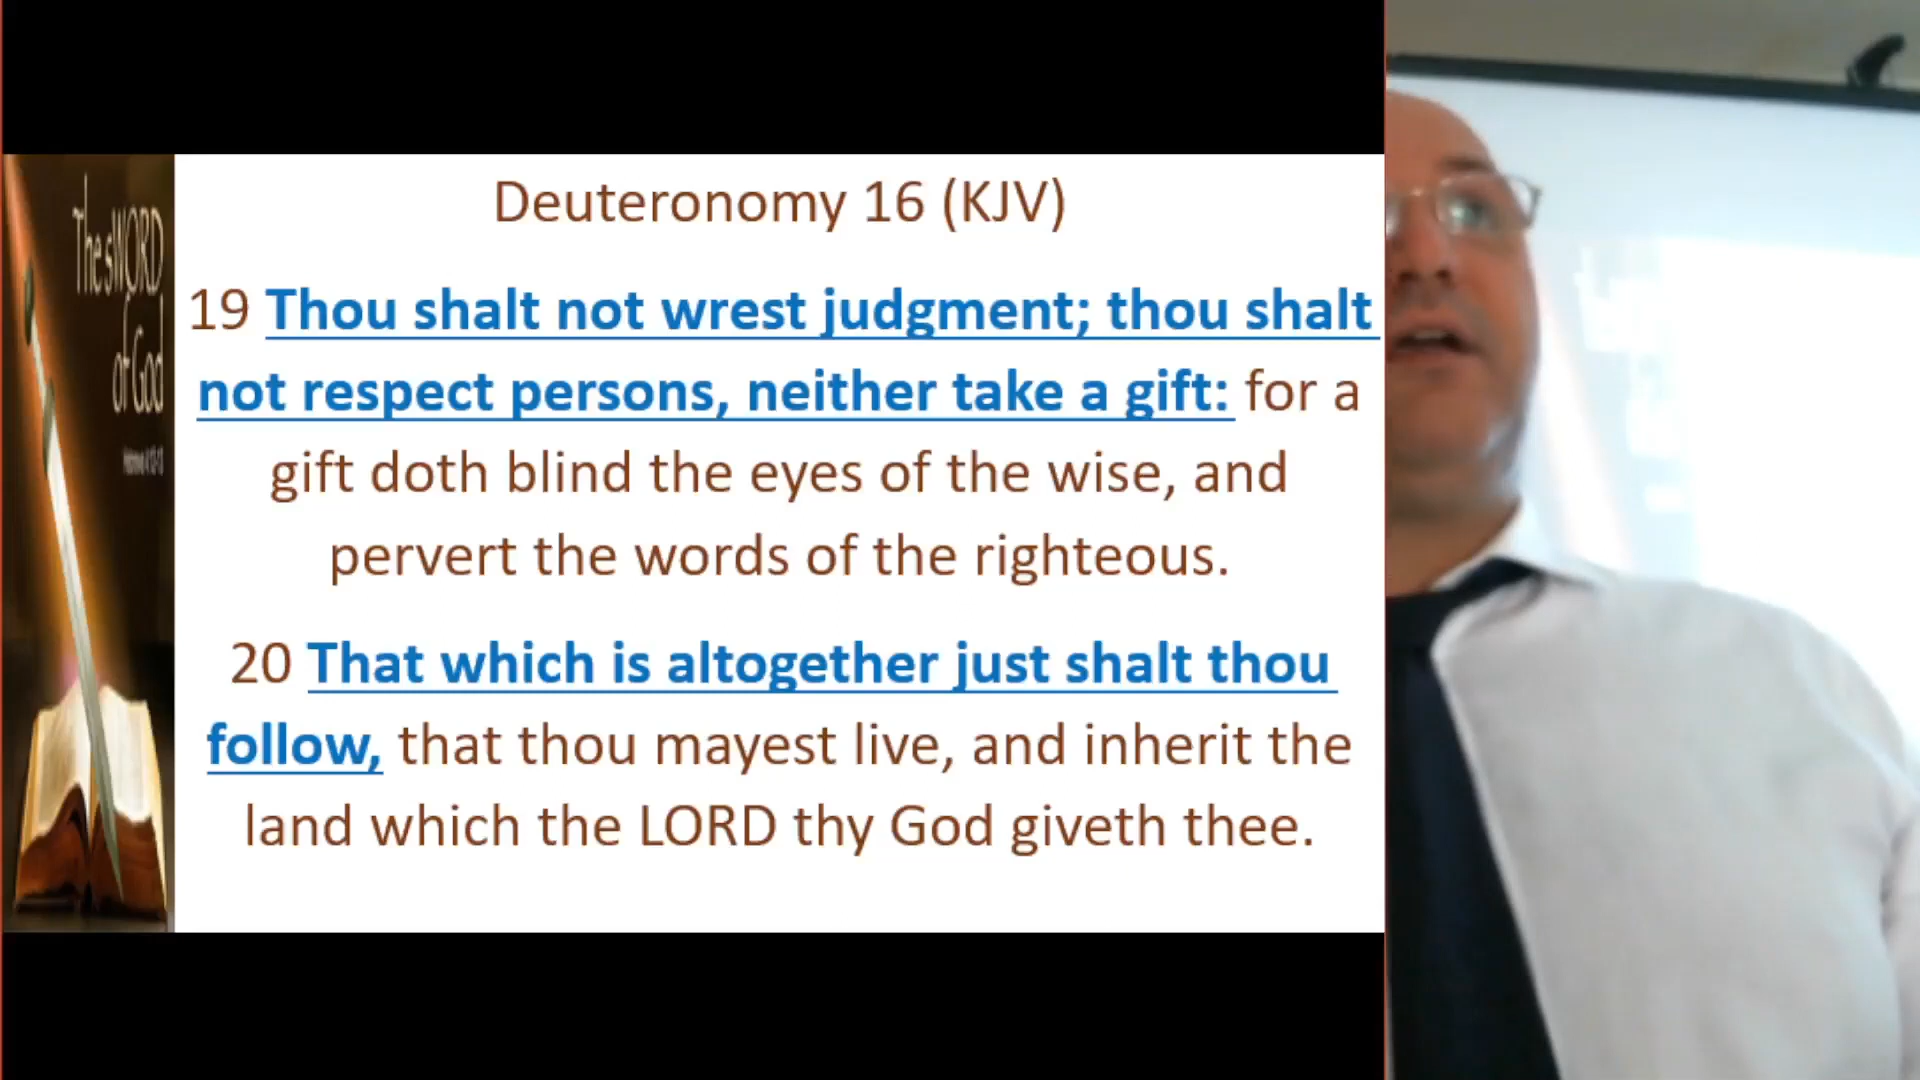 The sWORD
of God
Deuteronomy 16 (KJV)
19 Thou shalt not wrest judgment; thou shalt
not respect persons, neither take a gift: for a
gift doth blind the eyes of the wise, and
pervert the words of the righteous.
20 That which is altogether just shalt thou
follow, that thou mayest live, and inherit the
land which the LORD thy God giveth thee.